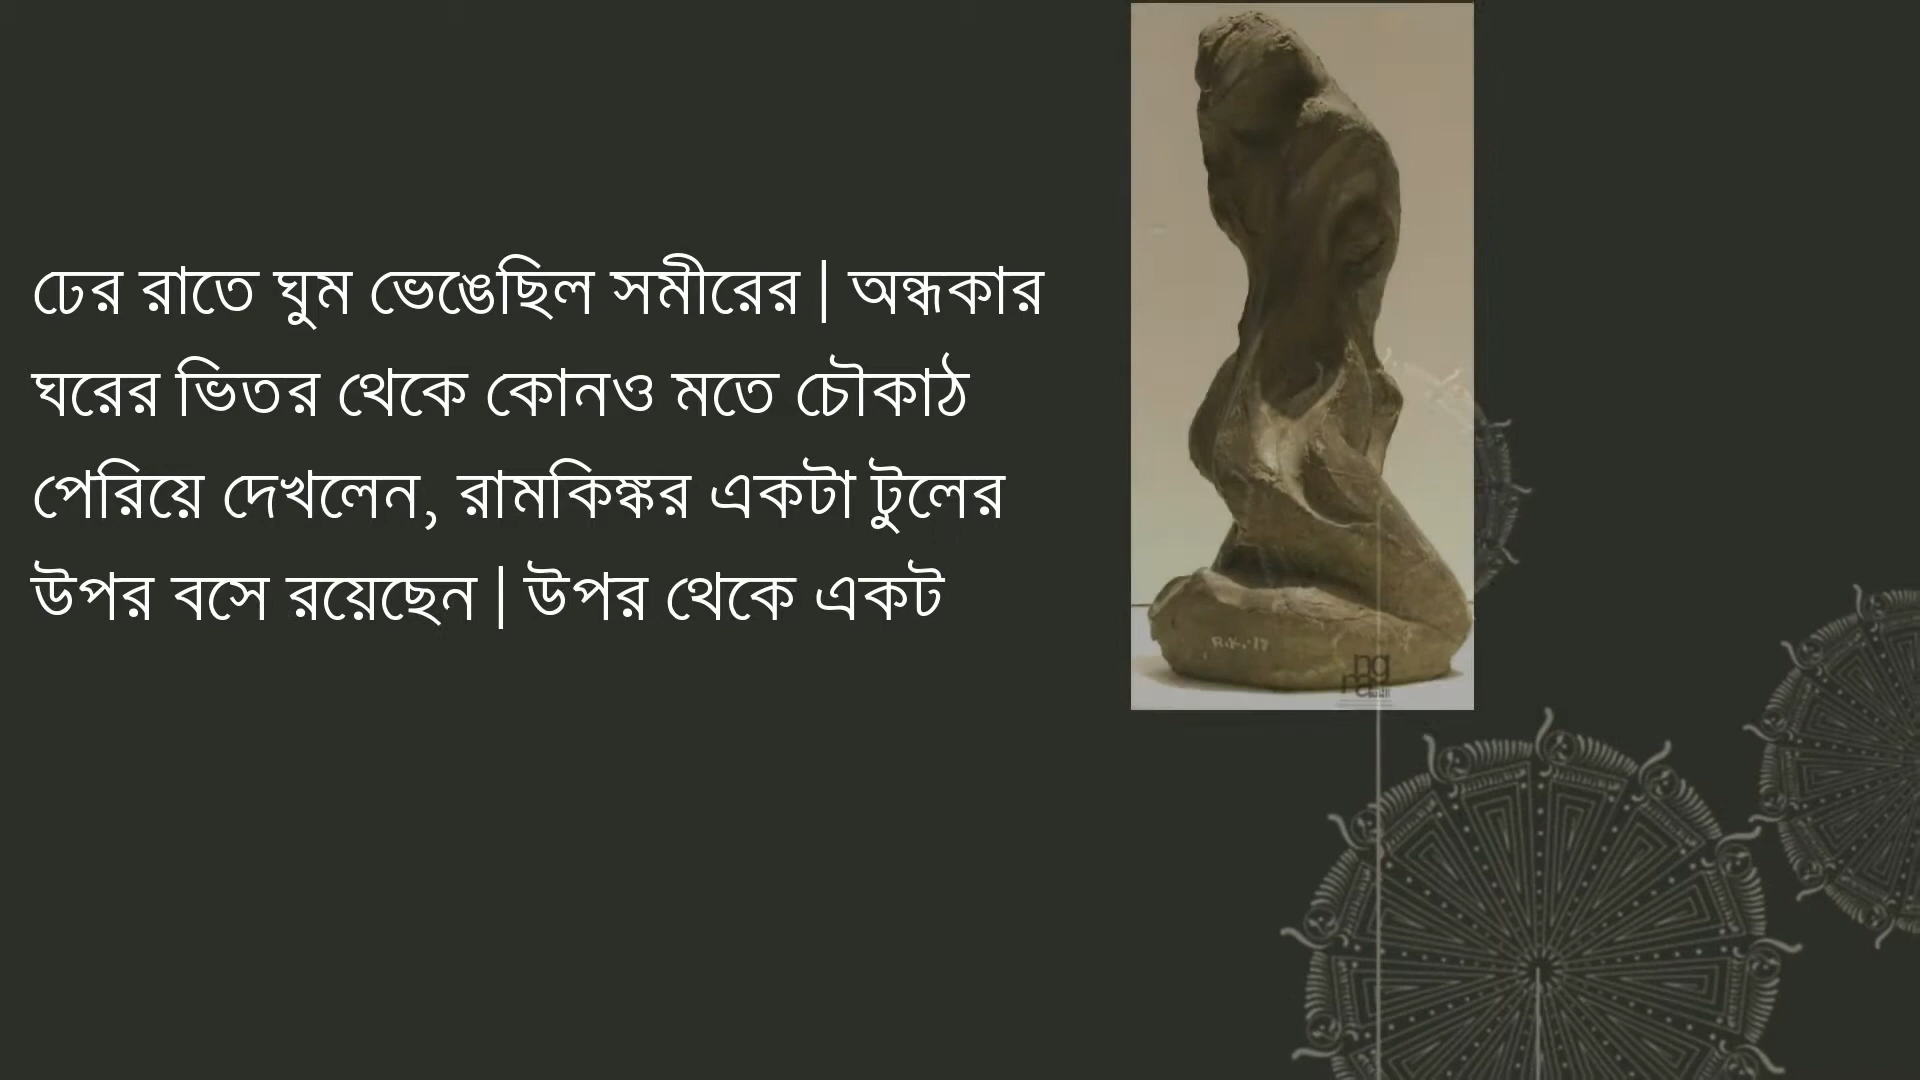 ঢের রাতে ঘুম ভেঙেছিল সমীরের | অন্ধকার
ঘরের ভিতর থেকে কোনও মতে চৌকাঠ
পেরিয়ে দেখলেন, রামকিঙ্কর একটা টুলের
উপর বসে রয়েছেন | উপর থেকে একট